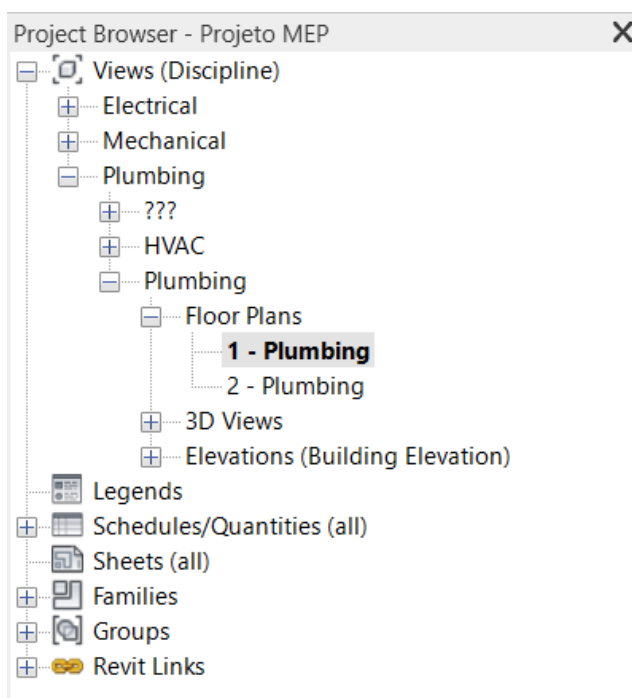 Project Browser - Projeto MEP
Views (Discipline)
Electrical
Mechanical
Plumbing
???
HVAC
Plumbing
Floor Plans
1 - Plumbing
2 - Plumbing
3D Views
Elevations (Building Elevation)
Legends
Schedules/Quantities (all)
Sheets (all)
Families
Groups
Revit Links